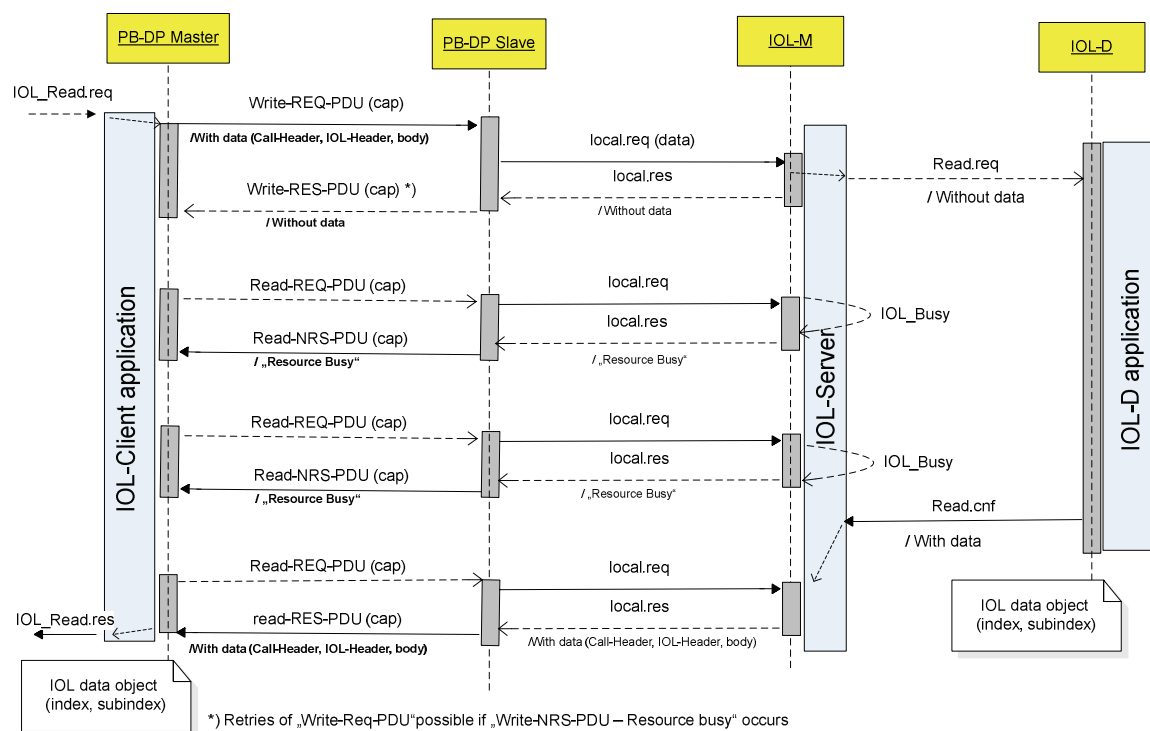 PB-DP Master
PB-DP Slave
IOL-M
IOL-D
IOL_Read.req
Write-REQ-PDU (cap)
/With data (Call-Header, IOL-Header, body)
local.req (data)
Read.req
local.res
Write-RES-PDU (cap) *)
/ Without data
/ Without data
/ Without data
IOL-Client application
IOL-Server
IOL-D application
Read-REQ-PDU (cap)
local.req
IOL_Busy
local.res
Read-NRS-PDU (cap)
/ „Resource Busy“
/ „Resource Busy“
Read-REQ-PDU (cap)
local.req
local.res
IOL_Busy
Read-NRS-PDU (cap)
/ „Resource Busy“
/ „Resource Busy“
Read.cnf
/ With data
Read-REQ-PDU (cap)
local.req
local.res
IOL_Read.res
read-RES-PDU (cap)
/With data (Call-Header, IOL-Header, body)
/With data (Call-Header, IOL-Header, body)
IOL data object
(index, subindex)
IOL data object
(index, subindex)
*) Retries of „Write-Req-PDU“possible if „Write-NRS-PDU – Resource busy“ occurs